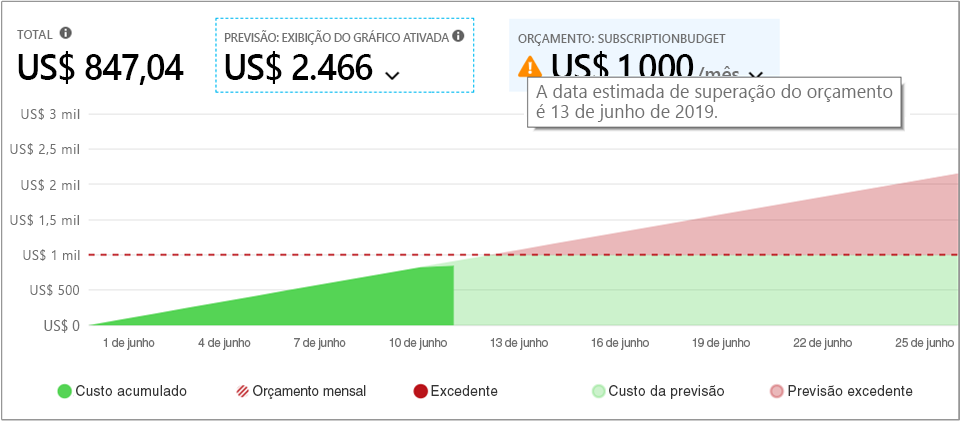 TOTAL
US$ 847,04
PREVISÃO: EXIBIÇÃO DO GRÁFICO ATIVADA
US$ 2.466
ORÇAMENTO: SUBSCRIPTIONBUDGET
US$ 1.000 /mês
A data estimada de superação do orçamento
é 13 de junho de 2019.
US$ 3 mil
US$ 2,5 mil
US$ 2 mil
US$ 1,5 mil
US$ 1 mil
US$ 500
US$ 0
1 de junho
4 de junho
7 de junho
10 de junho
13 de junho
16 de junho
19 de junho
22 de junho
25 de junho
Custo acumulado
Orçamento mensal
Excedente
Custo da previsão
Previsão excedente